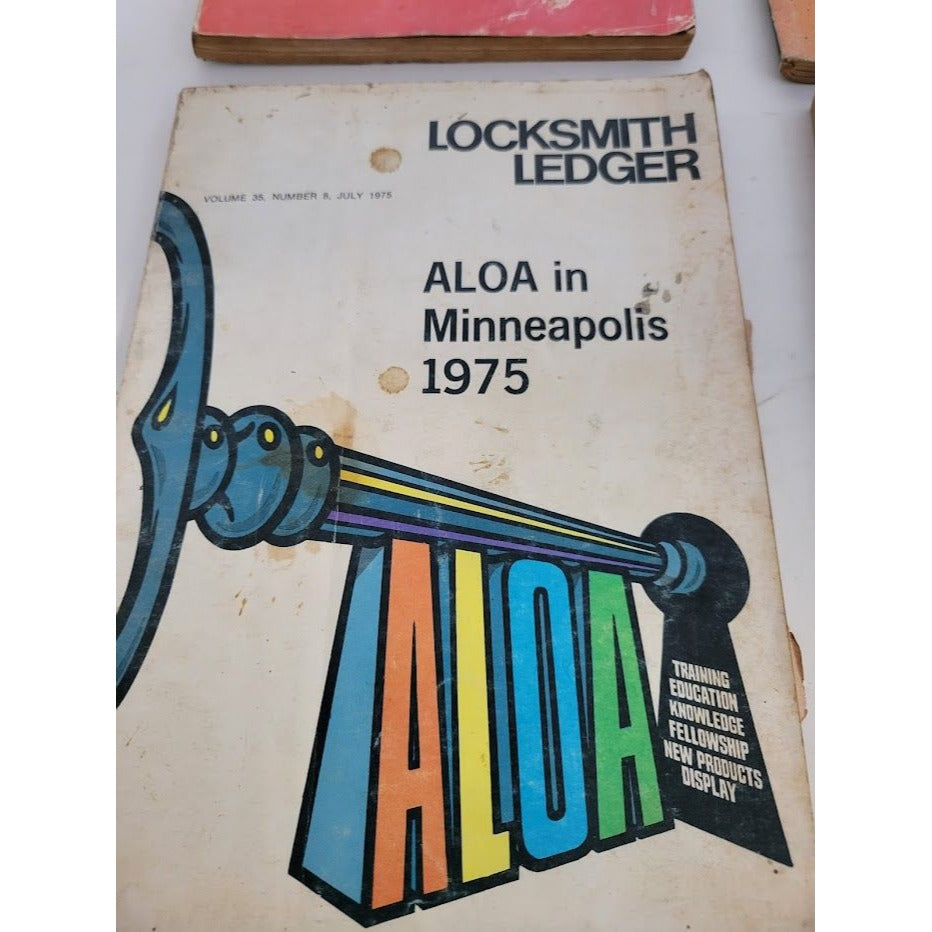 LOCKSMITH
LEDGER
VOLUME 35, NUMBER 8, JULY 1975
ALOA in
Minneapolis
1975
ALOA
TRAINING
EDUCATION
KNOWLEDGE
FELLOWSHIP
NEW PRODUCTS
DISPLAY